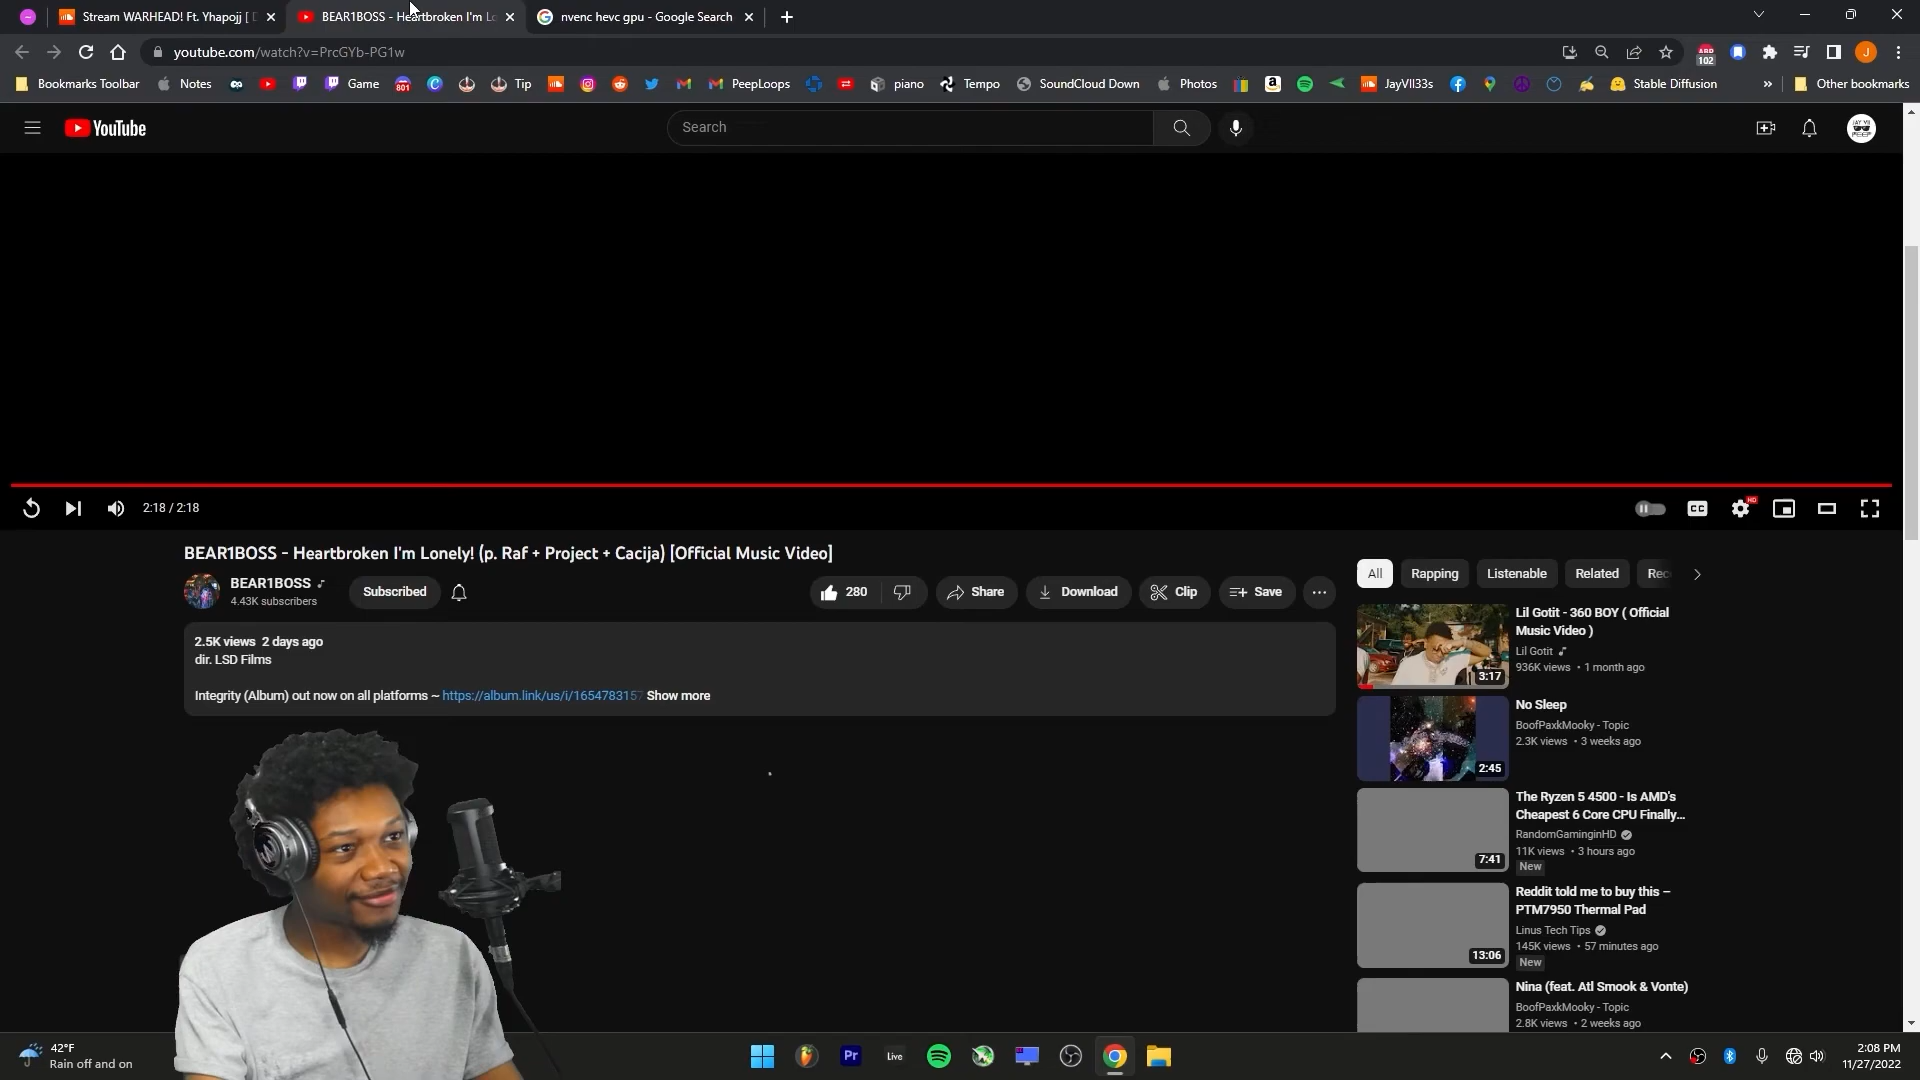 Stream WARHEAD! Ft. Yhapojj [
BEAR1BOSS - Heartbroken I'm Lo
nvenc hevc gpu - Google Search
youtube.com/watch?v=PrcGYb-PG1w
ABP
102
J
Bookmarks Toolbar
Notes
Game
801
Tip
PeepLoops
piano
Tempo
SoundCloud Down
Photos
JayVII33s
Stable Diffusion
»
Other bookmarks
YouTube
Search
2:18 / 2:18
CC
HD
BEAR1BOSS - Heartbroken I'm Lonely! (p. Raf + Project + Cacija) [Official Music Video]
BEAR1BOSS
4.43K subscribers
Subscribed
280
Share
Download
Clip
Save
2.5K views 2 days ago
dir. LSD Films
Integrity (Album) out now on all platforms ~ https://album.link/us/i/1654783157 Show more
All
Rapping
Listenable
Related
Rec
Lil Gotit - 360 BOY ( Official
Music Video )
Lil Gotit
936K views • 1 month ago
3:17
No Sleep
BoofPaxkMooky - Topic
2.3K views • 3 weeks ago
2:45
The Ryzen 5 4500 - Is AMD's
Cheapest 6 Core CPU Finally...
RandomGaminginHD
11K views • 3 hours ago
New
7:41
Reddit told me to buy this –
PTM7950 Thermal Pad
Linus Tech Tips
145K views • 57 minutes ago
New
13:06
Nina (feat. Atl Smook & Vonte)
BoofPaxkMooky - Topic
2.8K views • 2 weeks ago
42°F
Rain off and on
Pr
Live
2:08 PM
11/27/2022